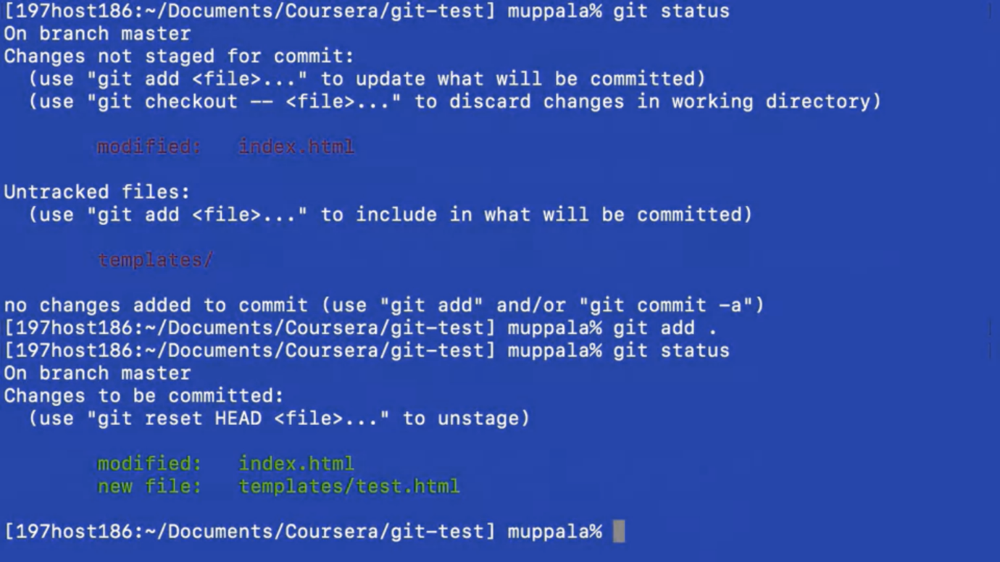 [197host186:~/Documents/Coursera/git-test] muppala% git status
On branch master
Changes not staged for commit:
  (use "git add <file>..." to update what will be committed)
  (use "git checkout -- <file>..." to discard changes in working directory)
        modified:   index.html
Untracked files:
  (use "git add <file>..." to include in what will be committed)
        templates/
no changes added to commit (use "git add" and/or "git commit -a")
[197host186:~/Documents/Coursera/git-test] muppala% git add .
[197host186:~/Documents/Coursera/git-test] muppala% git status
On branch master
Changes to be committed:
  (use "git reset HEAD <file>..." to unstage)
        modified:   index.html
        new file:   templates/test.html
[197host186:~/Documents/Coursera/git-test] muppala%